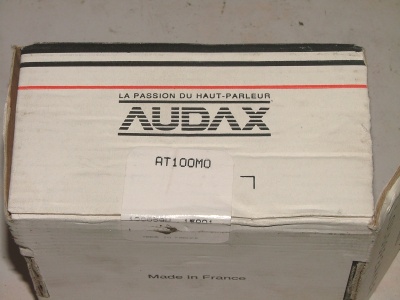 LA PASSION DU HAUT-PARLEUR
AUDAX
AT100M0
Made in France